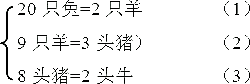 20 只兔=2 只羊 （1）
9 只羊=3 头猪） （2）
8 头猪=2 头牛 （3）